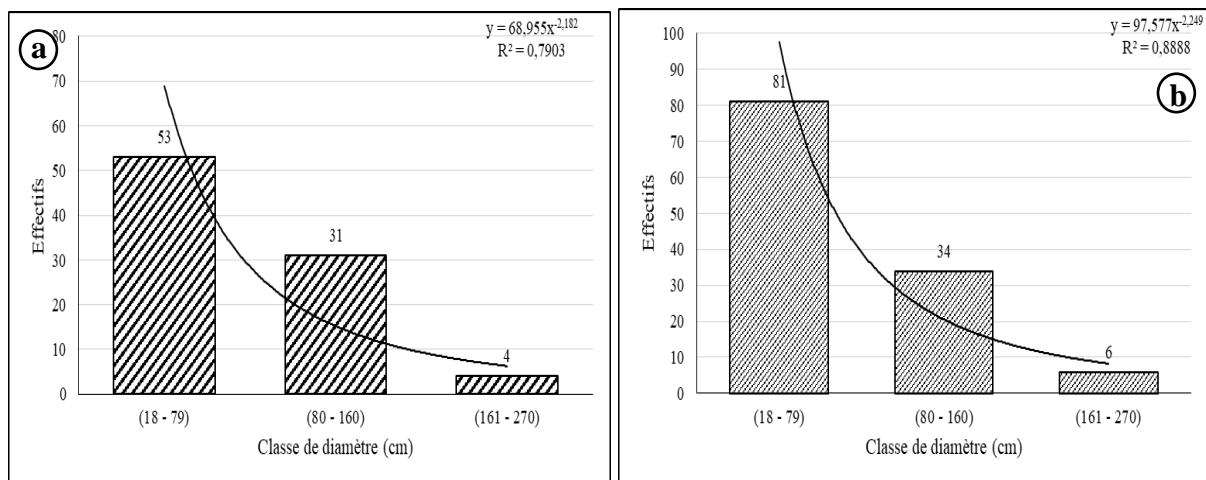 a
y = 68,955x^-2,182
R² = 0,7903
80
70
60
50
40
30
20
10
0
Effectifs
53
31
4
(18 - 79)
(80 - 160)
(161 - 270)
Classe de diamètre (cm)
y = 97,577x^-2,249
R² = 0,8888
b
100
90
80
70
60
50
40
30
20
10
0
Effectifs
81
34
6
(18 - 79)
(80 - 160)
(161 - 270)
Classe de diamètre (cm)